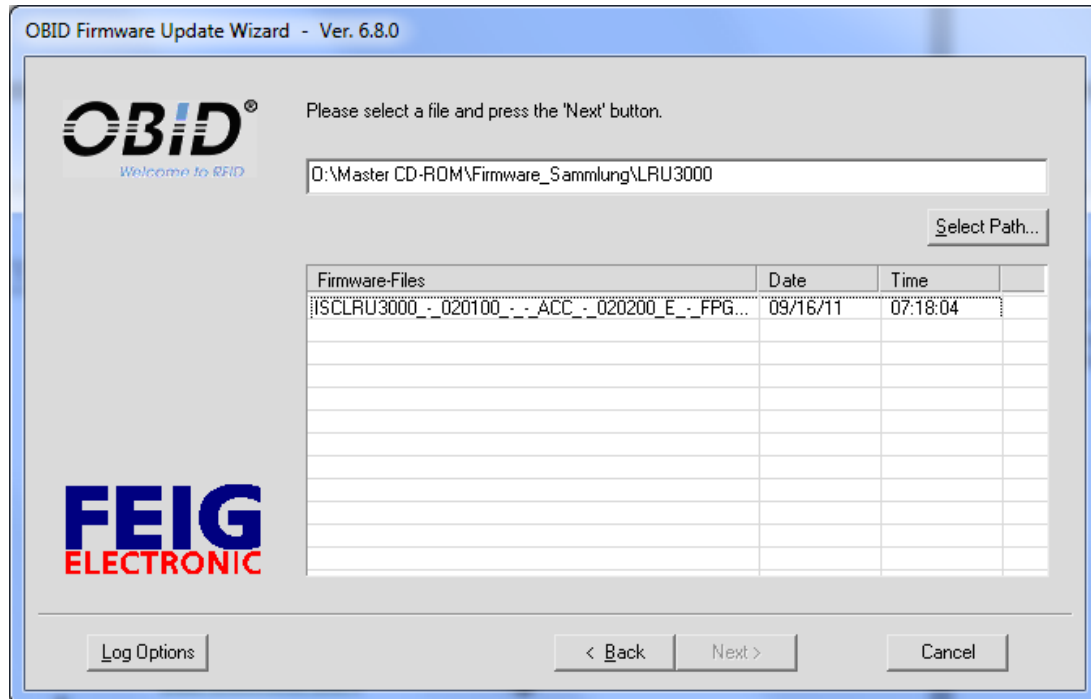 OBID Firmware Update Wizard - Ver. 6.8.0
OBID®
Welcome to RFID
Please select a file and press the 'Next' button.
O:\Master CD-ROM\Firmware_Sammlung\LRU3000
Select Path...
Firmware-Files Date Time
ISCLRU3000_-_020100_-_-_ACC_-_020200_E_-_FPG... 09/16/11 07:18:04
FEIG
ELECTRONIC
Log Options < Back Next > Cancel